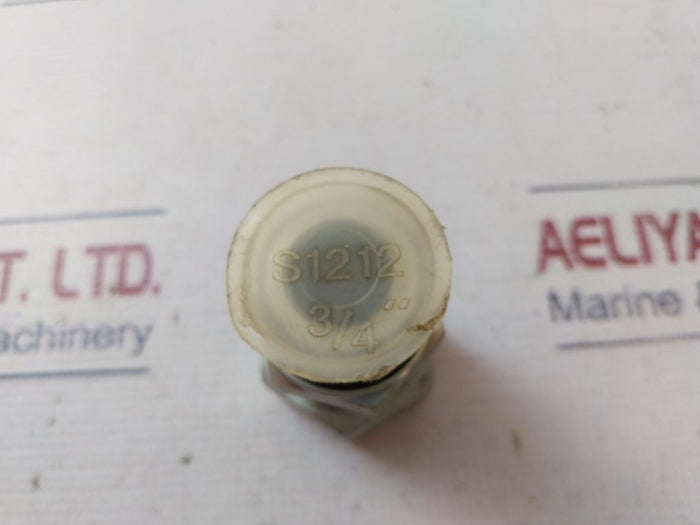 S1212
3/4"
T. LTD.
achinery
AELIYA
Marine